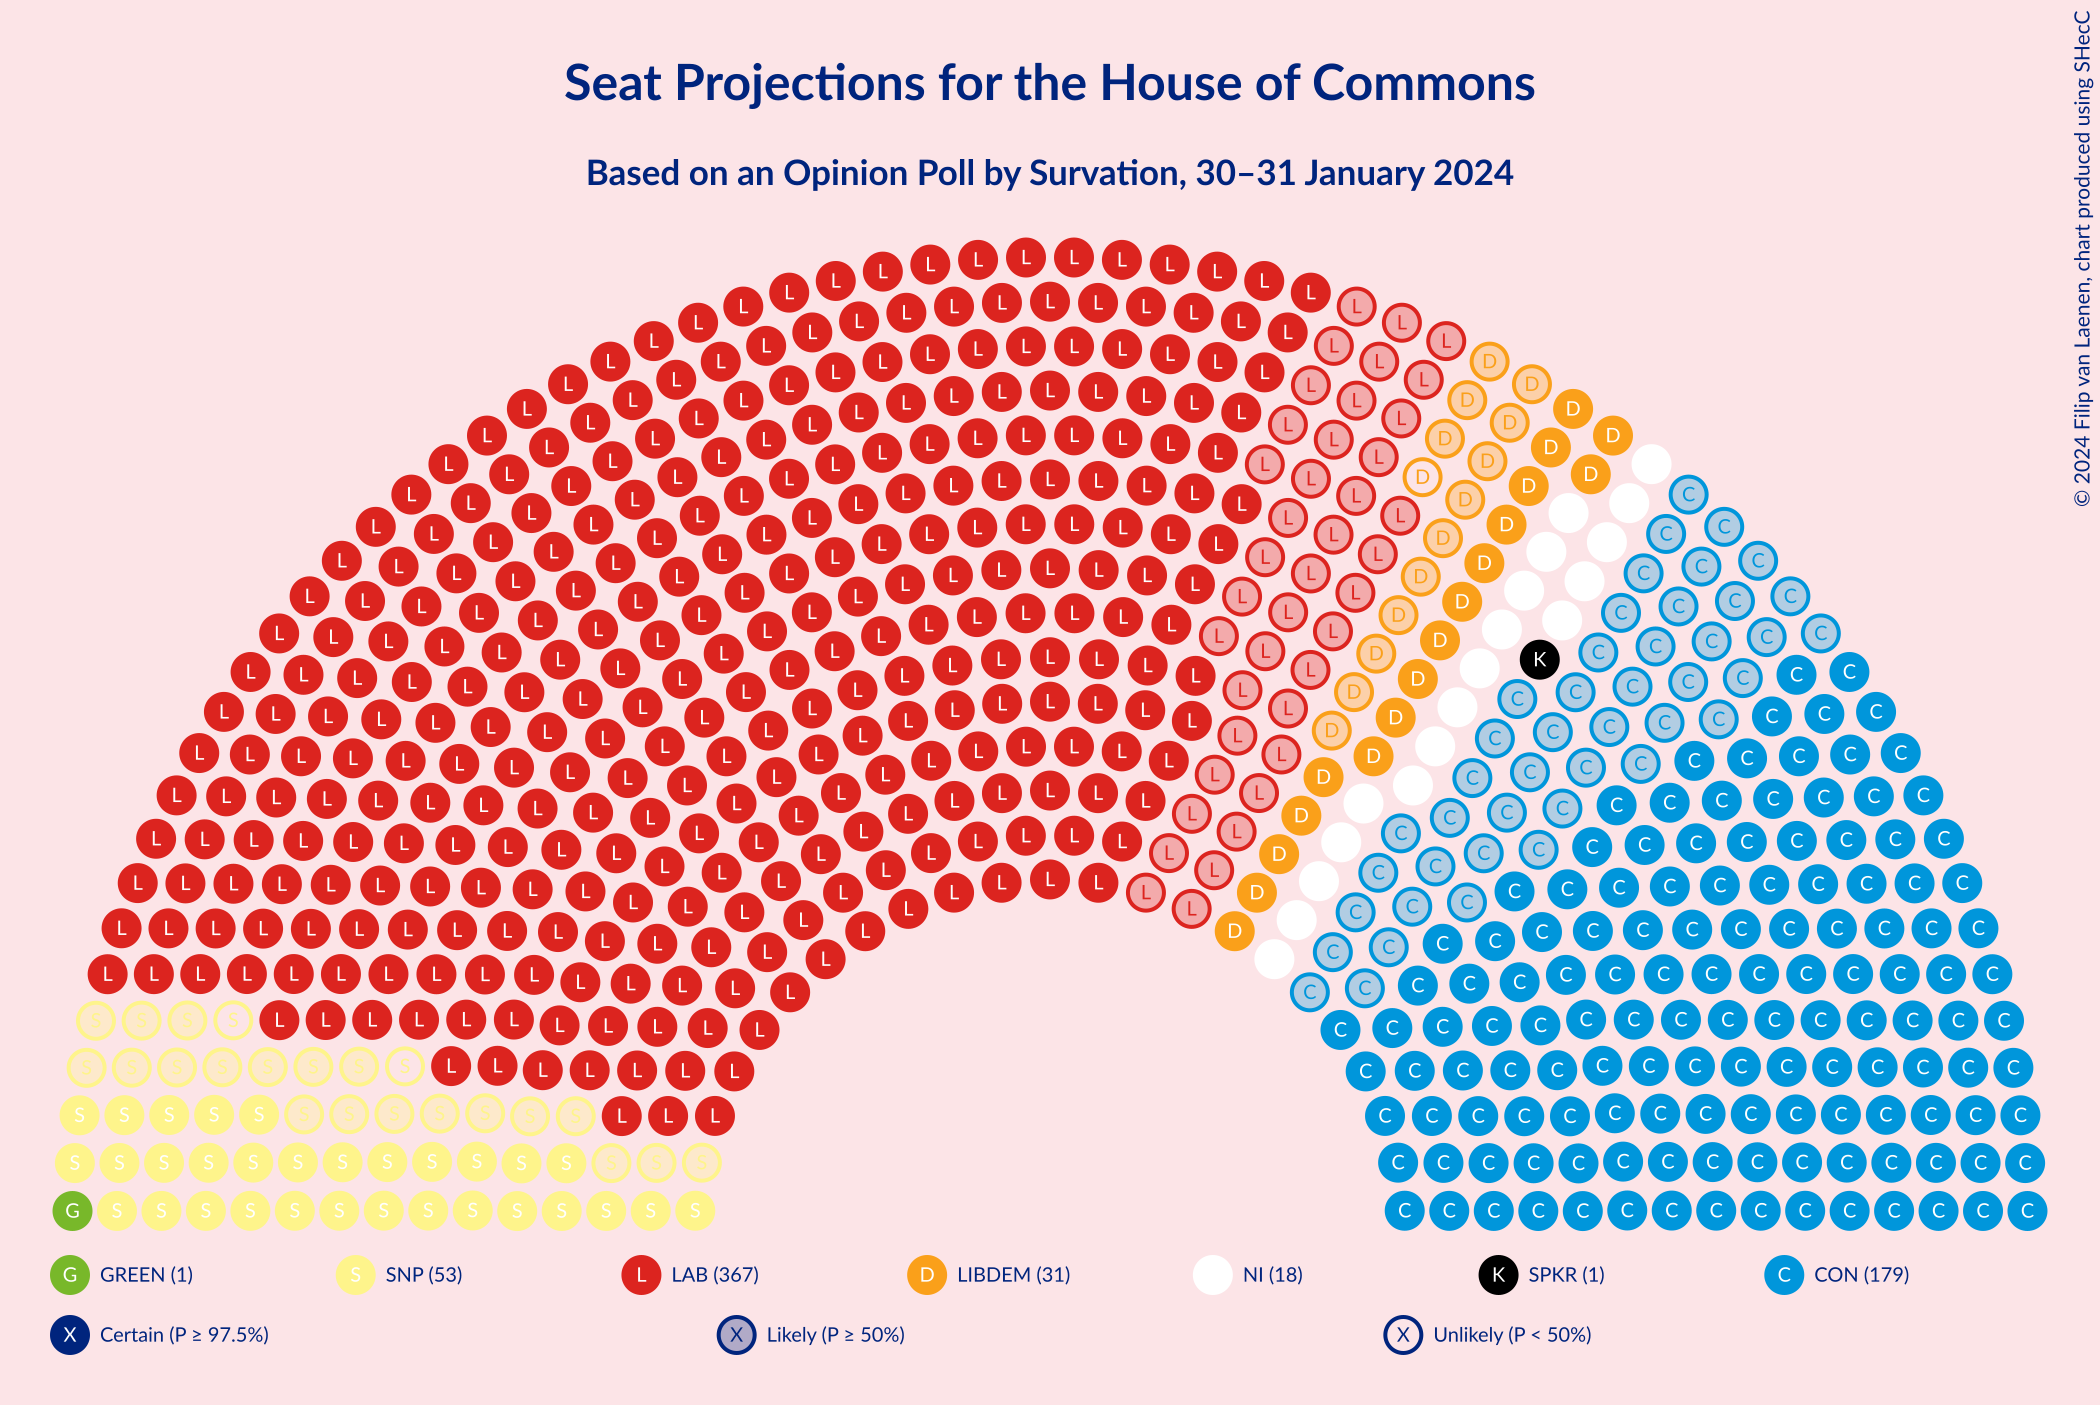 Seat Projections for the House of Commons
Based on an Opinion Poll by Survation, 30–31 January 2024
© 2024 Filip van Laenen, chart produced using SHecC
G GREEN (1)
S SNP (53)
L LAB (367)
D LIBDEM (31)
NI (18)
K SPKR (1)
C CON (179)
X Certain (P ≥ 97.5%)
X Likely (P ≥ 50%)
X Unlikely (P < 50%)